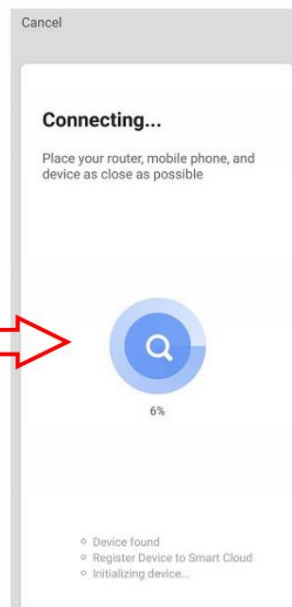 Cancel
Connecting...
Place your router, mobile phone, and
device as close as possible
6%
Device found
Register Device to Smart Cloud
Initializing device...